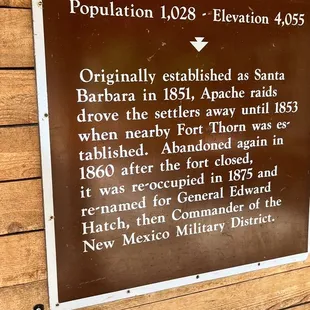 Population 1,028 - Elevation 4,055
Originally established as Santa
Barbara in 1851, Apache raids
drove the settlers away until 1853
when nearby Fort Thorn was es-
tablished. Abandoned again in
1860 after the fort closed,
it was re-occupied in 1875 and
re-named for General Edward
Hatch, then Commander of the
New Mexico Military District.